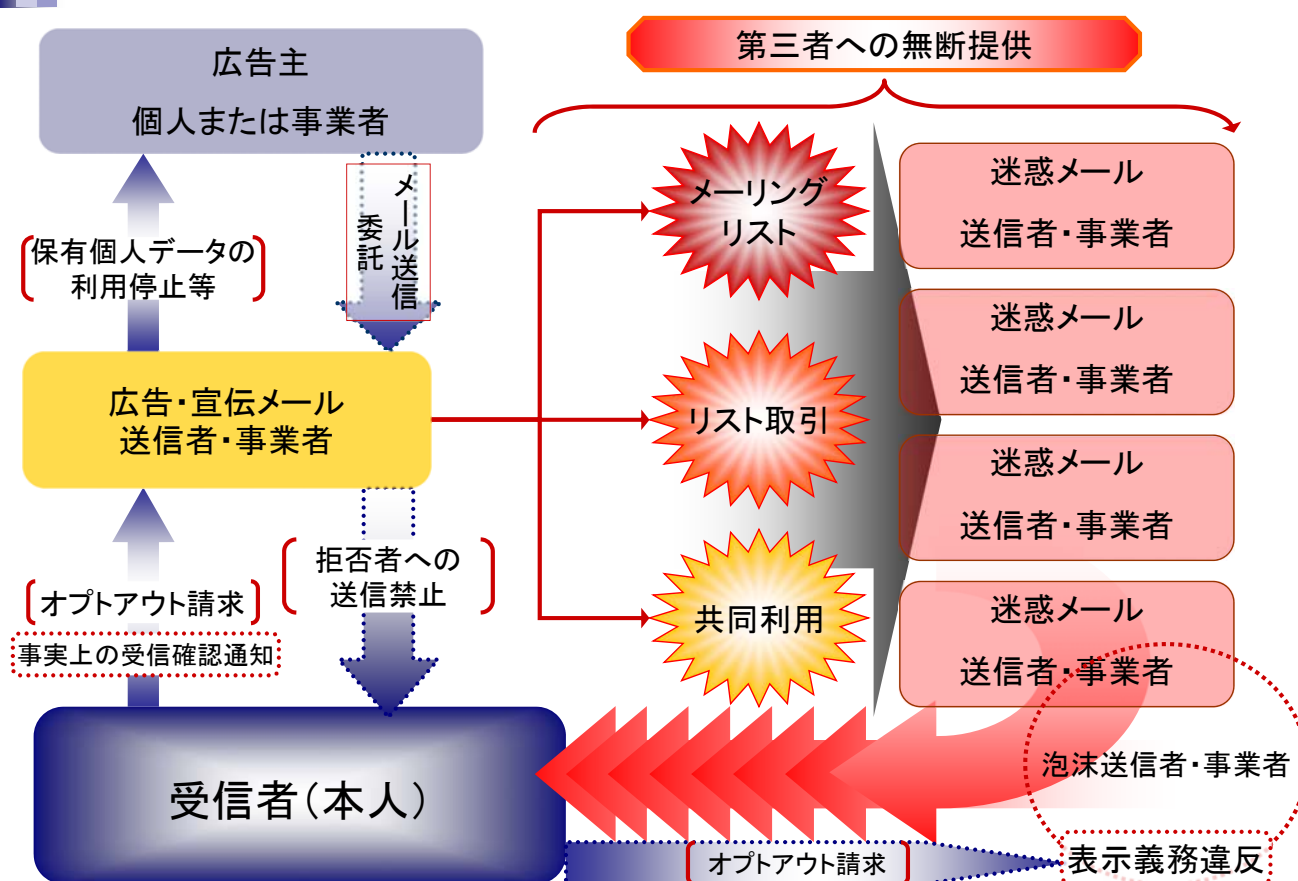 広告主
個人または事業者
第三者への無断提供
保有個人データの
利用停止等
メール送信
委託
広告・宣伝メール
送信者・事業者
オプトアウト請求
事実上の受信確認通知
拒否者への
送信禁止
受信者(本人)
メーリング
リスト
リスト取引
共同利用
迷惑メール
送信者・事業者
迷惑メール
送信者・事業者
迷惑メール
送信者・事業者
迷惑メール
送信者・事業者
泡沫送信者・事業者
オプトアウト請求
表示義務違反